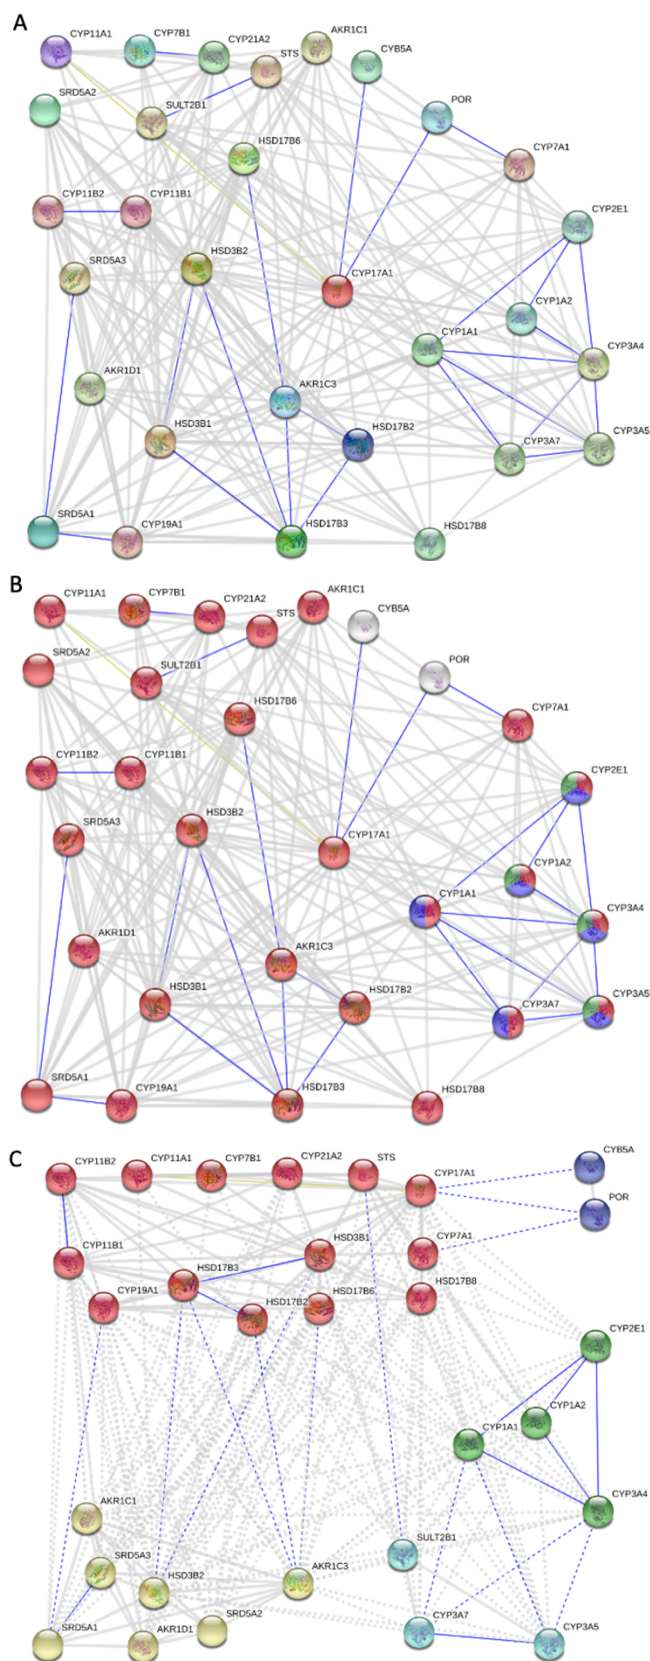 A
CYP11A1
CYP7B1
CYP21A2
STS
AKR1C1
CYB5A
SRD5A2
SULT2B1
POR
HSD17B6
CYP7A1
CYP11B2
CYP11B1
CYP2E1
SRD5A3
HSD3B2
CYP17A1
CYP1A2
CYP1A1
CYP3A4
AKR1D1
AKR1C3
HSD3B1
HSD17B2
CYP3A7
CYP3A5
SRD5A1
CYP19A1
HSD17B3
HSD17B8
B
CYP11A1
CYP7B1
CYP21A2
STS
AKR1C1
CYB5A
SRD5A2
SULT2B1
POR
HSD17B6
CYP7A1
CYP11B2
CYP11B1
CYP2E1
SRD5A3
HSD3B2
CYP17A1
CYP1A2
CYP1A1
CYP3A4
AKR1D1
AKR1C3
HSD3B1
HSD17B2
CYP3A7
CYP3A5
SRD5A1
CYP19A1
HSD17B3
HSD17B8
C
CYP11B2
CYP11A1
CYP7B1
CYP21A2
STS
CYP17A1
CYB5A
POR
CYP11B1
HSD3B1
CYP7A1
HSD17B3
CYP19A1
HSD17B2
HSD17B6
HSD17B8
CYP2E1
CYP1A2
CYP1A1
CYP3A4
AKR1C1
SULT2B1
SRD5A3
HSD3B2
AKR1C3
SRD5A1
AKR1D1
SRD5A2
CYP3A7
CYP3A5